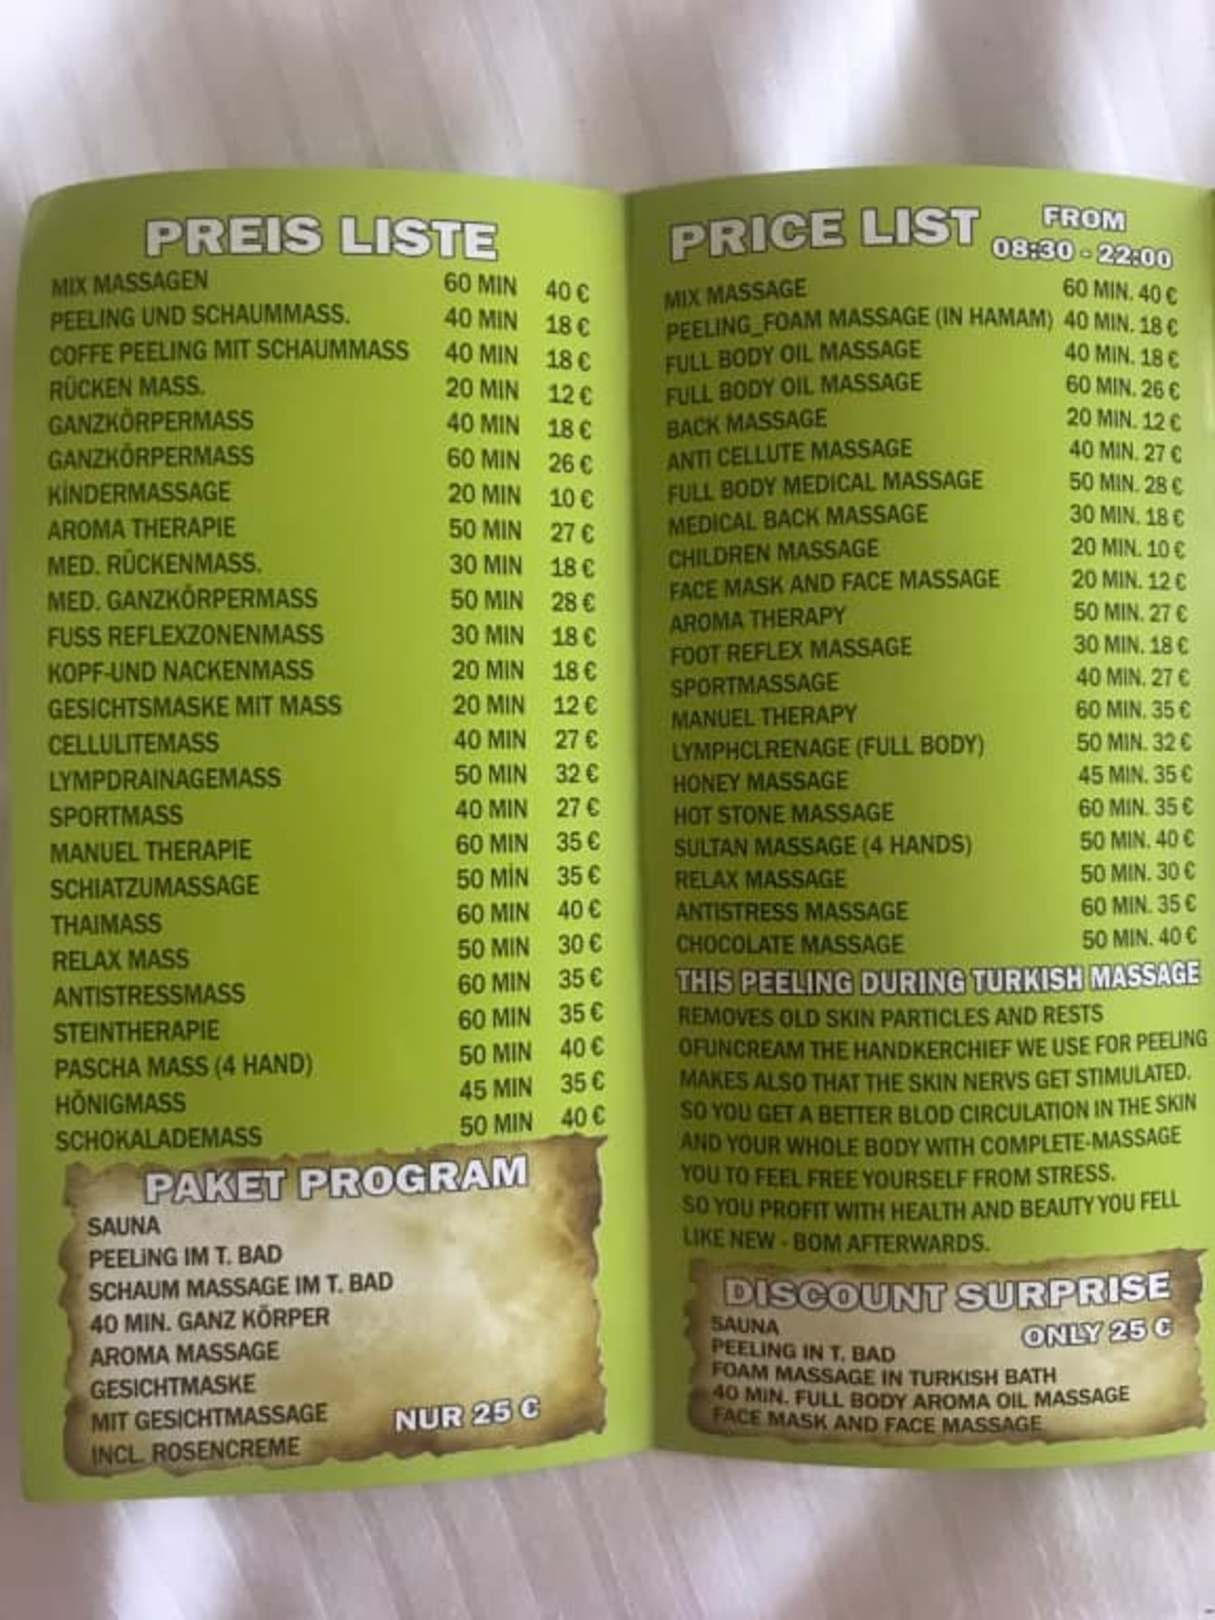 PREIS LISTE
MIX MASSAGEN 60 MIN 40 €
PEELING UND SCHAUMMASS. 40 MIN 18 €
COFFE PEELING MIT SCHAUMMASS 40 MIN 18 €
RÜCKEN MASS. 20 MIN 12 €
GANZKÖRPERMASS 40 MIN 18 €
GANZKÖRPERMASS 60 MIN 26 €
KİNDERMASSAGE 20 MIN 10 €
AROMA THERAPIE 50 MIN 27 €
MED. RÜCKENMASS. 30 MIN 18 €
MED. GANZKÖRPERMASS 50 MIN 28 €
FUSS REFLEXZONENMASS 30 MIN 18 €
KOPF-UND NACKENMASS 20 MIN 18 €
GESICHTSMASKE MIT MASS 20 MIN 12 €
CELLULITEMASS 40 MIN 27 €
LYMPDRAINAGEMASS 50 MIN 32 €
SPORTMASS 40 MIN 27 €
MANUEL THERAPIE 60 MIN 35 €
SCHIATZUMASSAGE 50 MİN 35 €
THAIMASS 60 MIN 40 €
RELAX MASS 50 MIN 30 €
ANTISTRESSMASS 60 MIN 35 €
STEINTHERAPIE 60 MIN 35 €
PASCHA MASS (4 HAND) 50 MIN 40 €
HÖNIGMASS 45 MIN 35 €
SCHOKALADEMASS 50 MIN 40 €
PAKET PROGRAM
SAUNA
PEELING IM T. BAD
SCHAUM MASSAGE IM T. BAD
40 MIN. GANZ KÖRPER
AROMA MASSAGE
GESICHTMASKE
MIT GESICHTMASSAGE NUR 25 €
INCL. ROSENCREME
PRICE LIST FROM
08:30 - 22:00
MIX MASSAGE 60 MIN. 40 €
PEELING_FOAM MASSAGE (IN HAMAM) 40 MIN. 18 €
FULL BODY OIL MASSAGE 40 MIN. 18 €
FULL BODY OIL MASSAGE 60 MIN. 26 €
BACK MASSAGE 20 MIN. 12 €
ANTI CELLUTE MASSAGE 40 MIN. 27 €
FULL BODY MEDICAL MASSAGE 50 MIN. 28 €
MEDICAL BACK MASSAGE 30 MIN. 18 €
CHILDREN MASSAGE 20 MIN. 10 €
FACE MASK AND FACE MASSAGE 20 MIN. 12 €
AROMA THERAPY 50 MIN. 27 €
FOOT REFLEX MASSAGE 30 MIN. 18 €
SPORTMASSAGE 40 MIN. 27 €
MANUEL THERAPY 60 MIN. 35 €
LYMPHCLRENAGE (FULL BODY) 50 MIN. 32 €
HONEY MASSAGE 45 MIN. 35 €
HOT STONE MASSAGE 60 MIN. 35 €
SULTAN MASSAGE (4 HANDS) 50 MIN. 40 €
RELAX MASSAGE 50 MIN. 30 €
ANTISTRESS MASSAGE 60 MIN. 35 €
CHOCOLATE MASSAGE 50 MIN. 40 €
THIS PEELING DURING TURKISH MASSAGE
REMOVES OLD SKIN PARTICLES AND RESTS
OFUNCREAM THE HANDKERCHIEF WE USE FOR PEELING
MAKES ALSO THAT THE SKIN NERVS GET STIMULATED.
SO YOU GET A BETTER BLOD CIRCULATION IN THE SKIN
AND YOUR WHOLE BODY WITH COMPLETE-MASSAGE
YOU TO FEEL FREE YOURSELF FROM STRESS.
SO YOU PROFIT WITH HEALTH AND BEAUTY YOU FELL
LIKE NEW - BOM AFTERWARDS.
DISCOUNT SURPRISE
SAUNA ONLY 25 €
PEELING IN T. BAD
FOAM MASSAGE IN TURKISH BATH
40 MIN. FULL BODY AROMA OIL MASSAGE
FACE MASK AND FACE MASSAGE